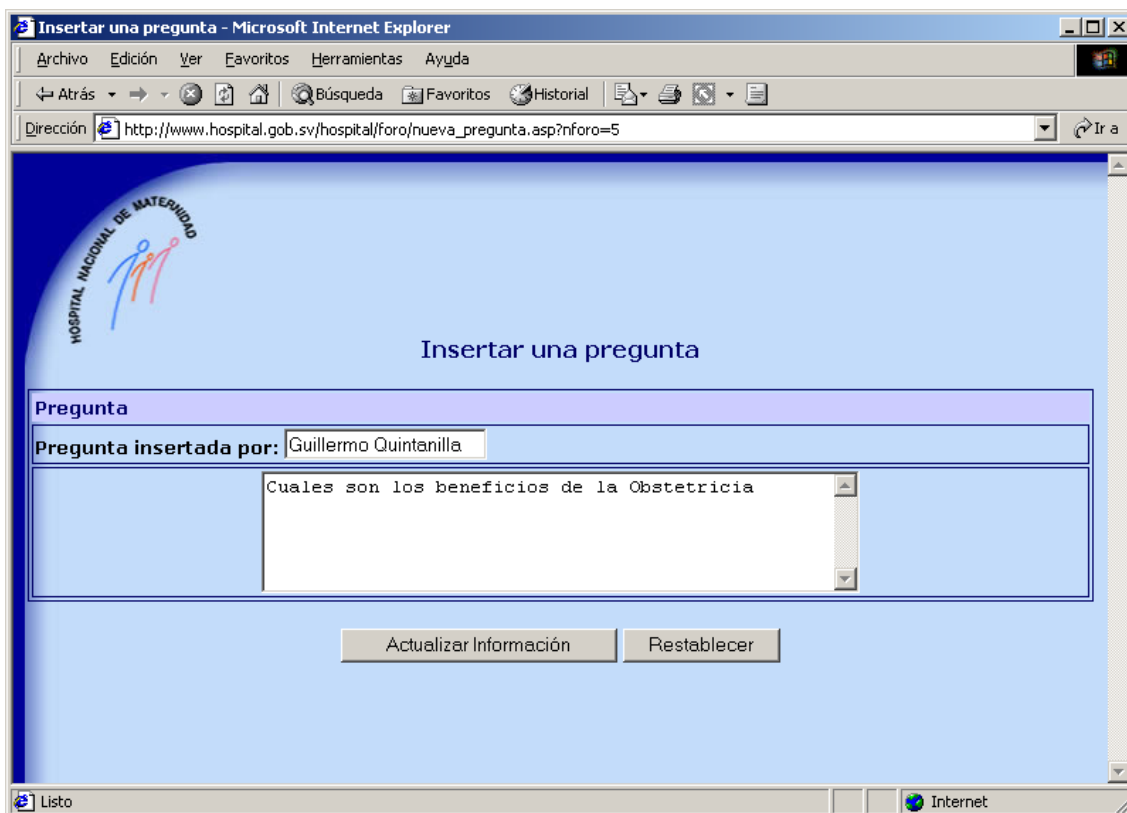 Insertar una pregunta - Microsoft Internet Explorer
Archivo Edición Ver Favoritos Herramientas Ayuda
Atrás Búsqueda Favoritos Historial
Dirección http://www.hospital.gob.sv/hospital/foro/nueva_pregunta.asp?nforo=5 Ir a
HOSPITAL NACIONAL DE MATERNIDAD
Insertar una pregunta
Pregunta
Pregunta insertada por: Guillermo Quintanilla
Cuales son los beneficios de la Obstetricia
Actualizar Información Restablecer
Listo Internet